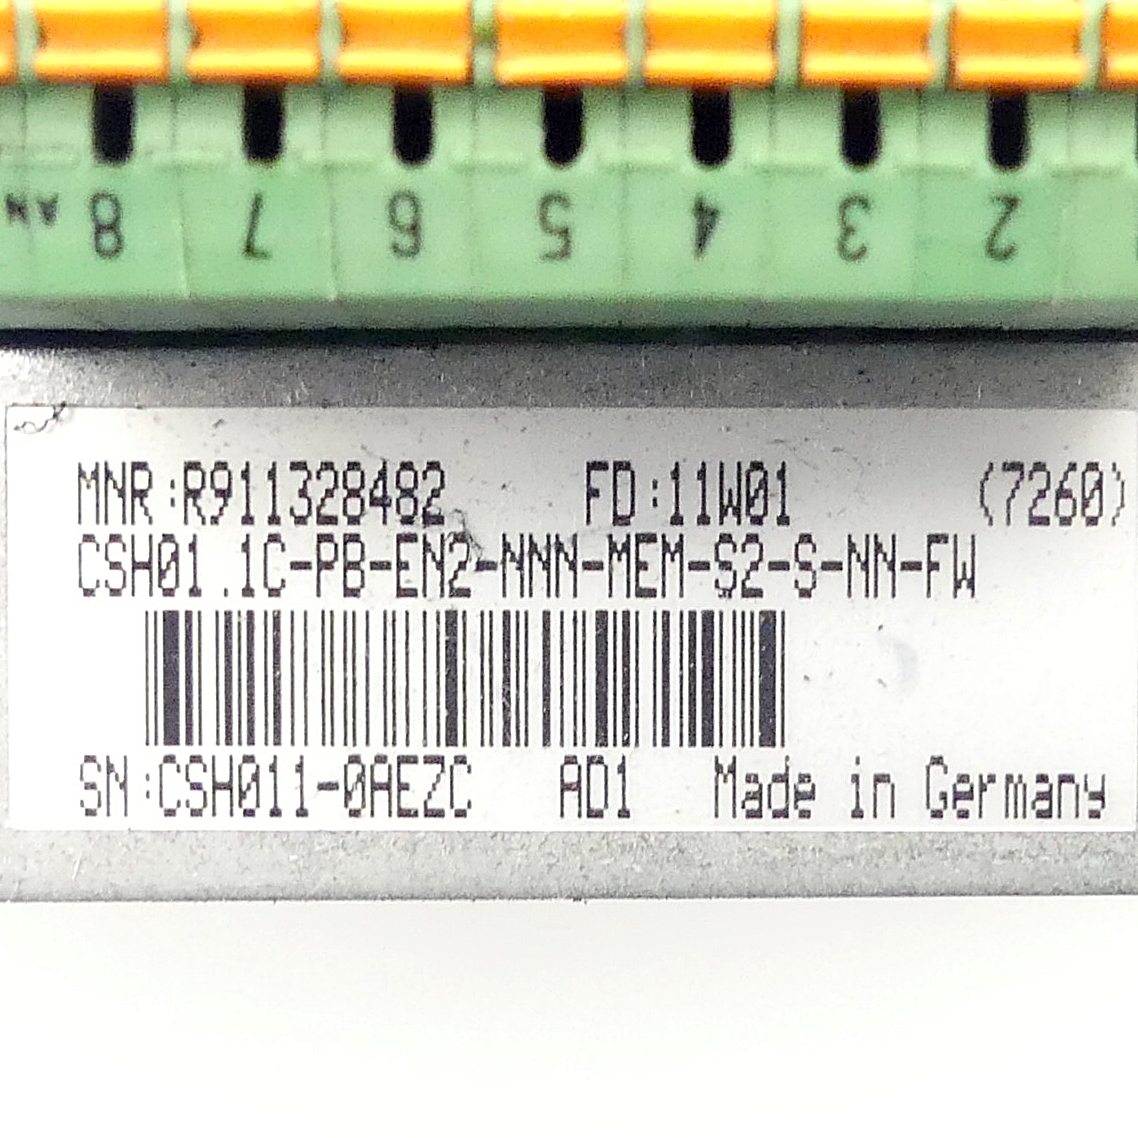 8 7 6 5 4 3 2
MNR:R911328482 FD:11W01 (7260)
CSH01.1C-PB-EN2-NNN-MEM-S2-S-NN-FW
SN:CSH011-0AEZC AD1 Made in Germany